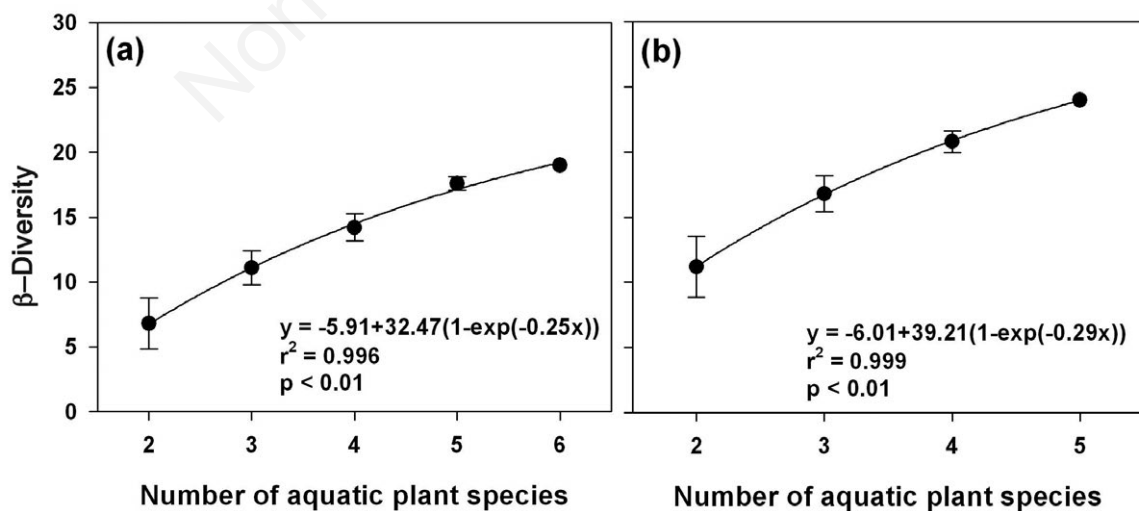 Non
(a)
(b)
30
25
20
15
10
5
0
β–Diversity
y = -5.91+32.47(1-exp(-0.25x))
r² = 0.996
p < 0.01
y = -6.01+39.21(1-exp(-0.29x))
r² = 0.999
p < 0.01
2 3 4 5 6
2 3 4 5
Number of aquatic plant species
Number of aquatic plant species